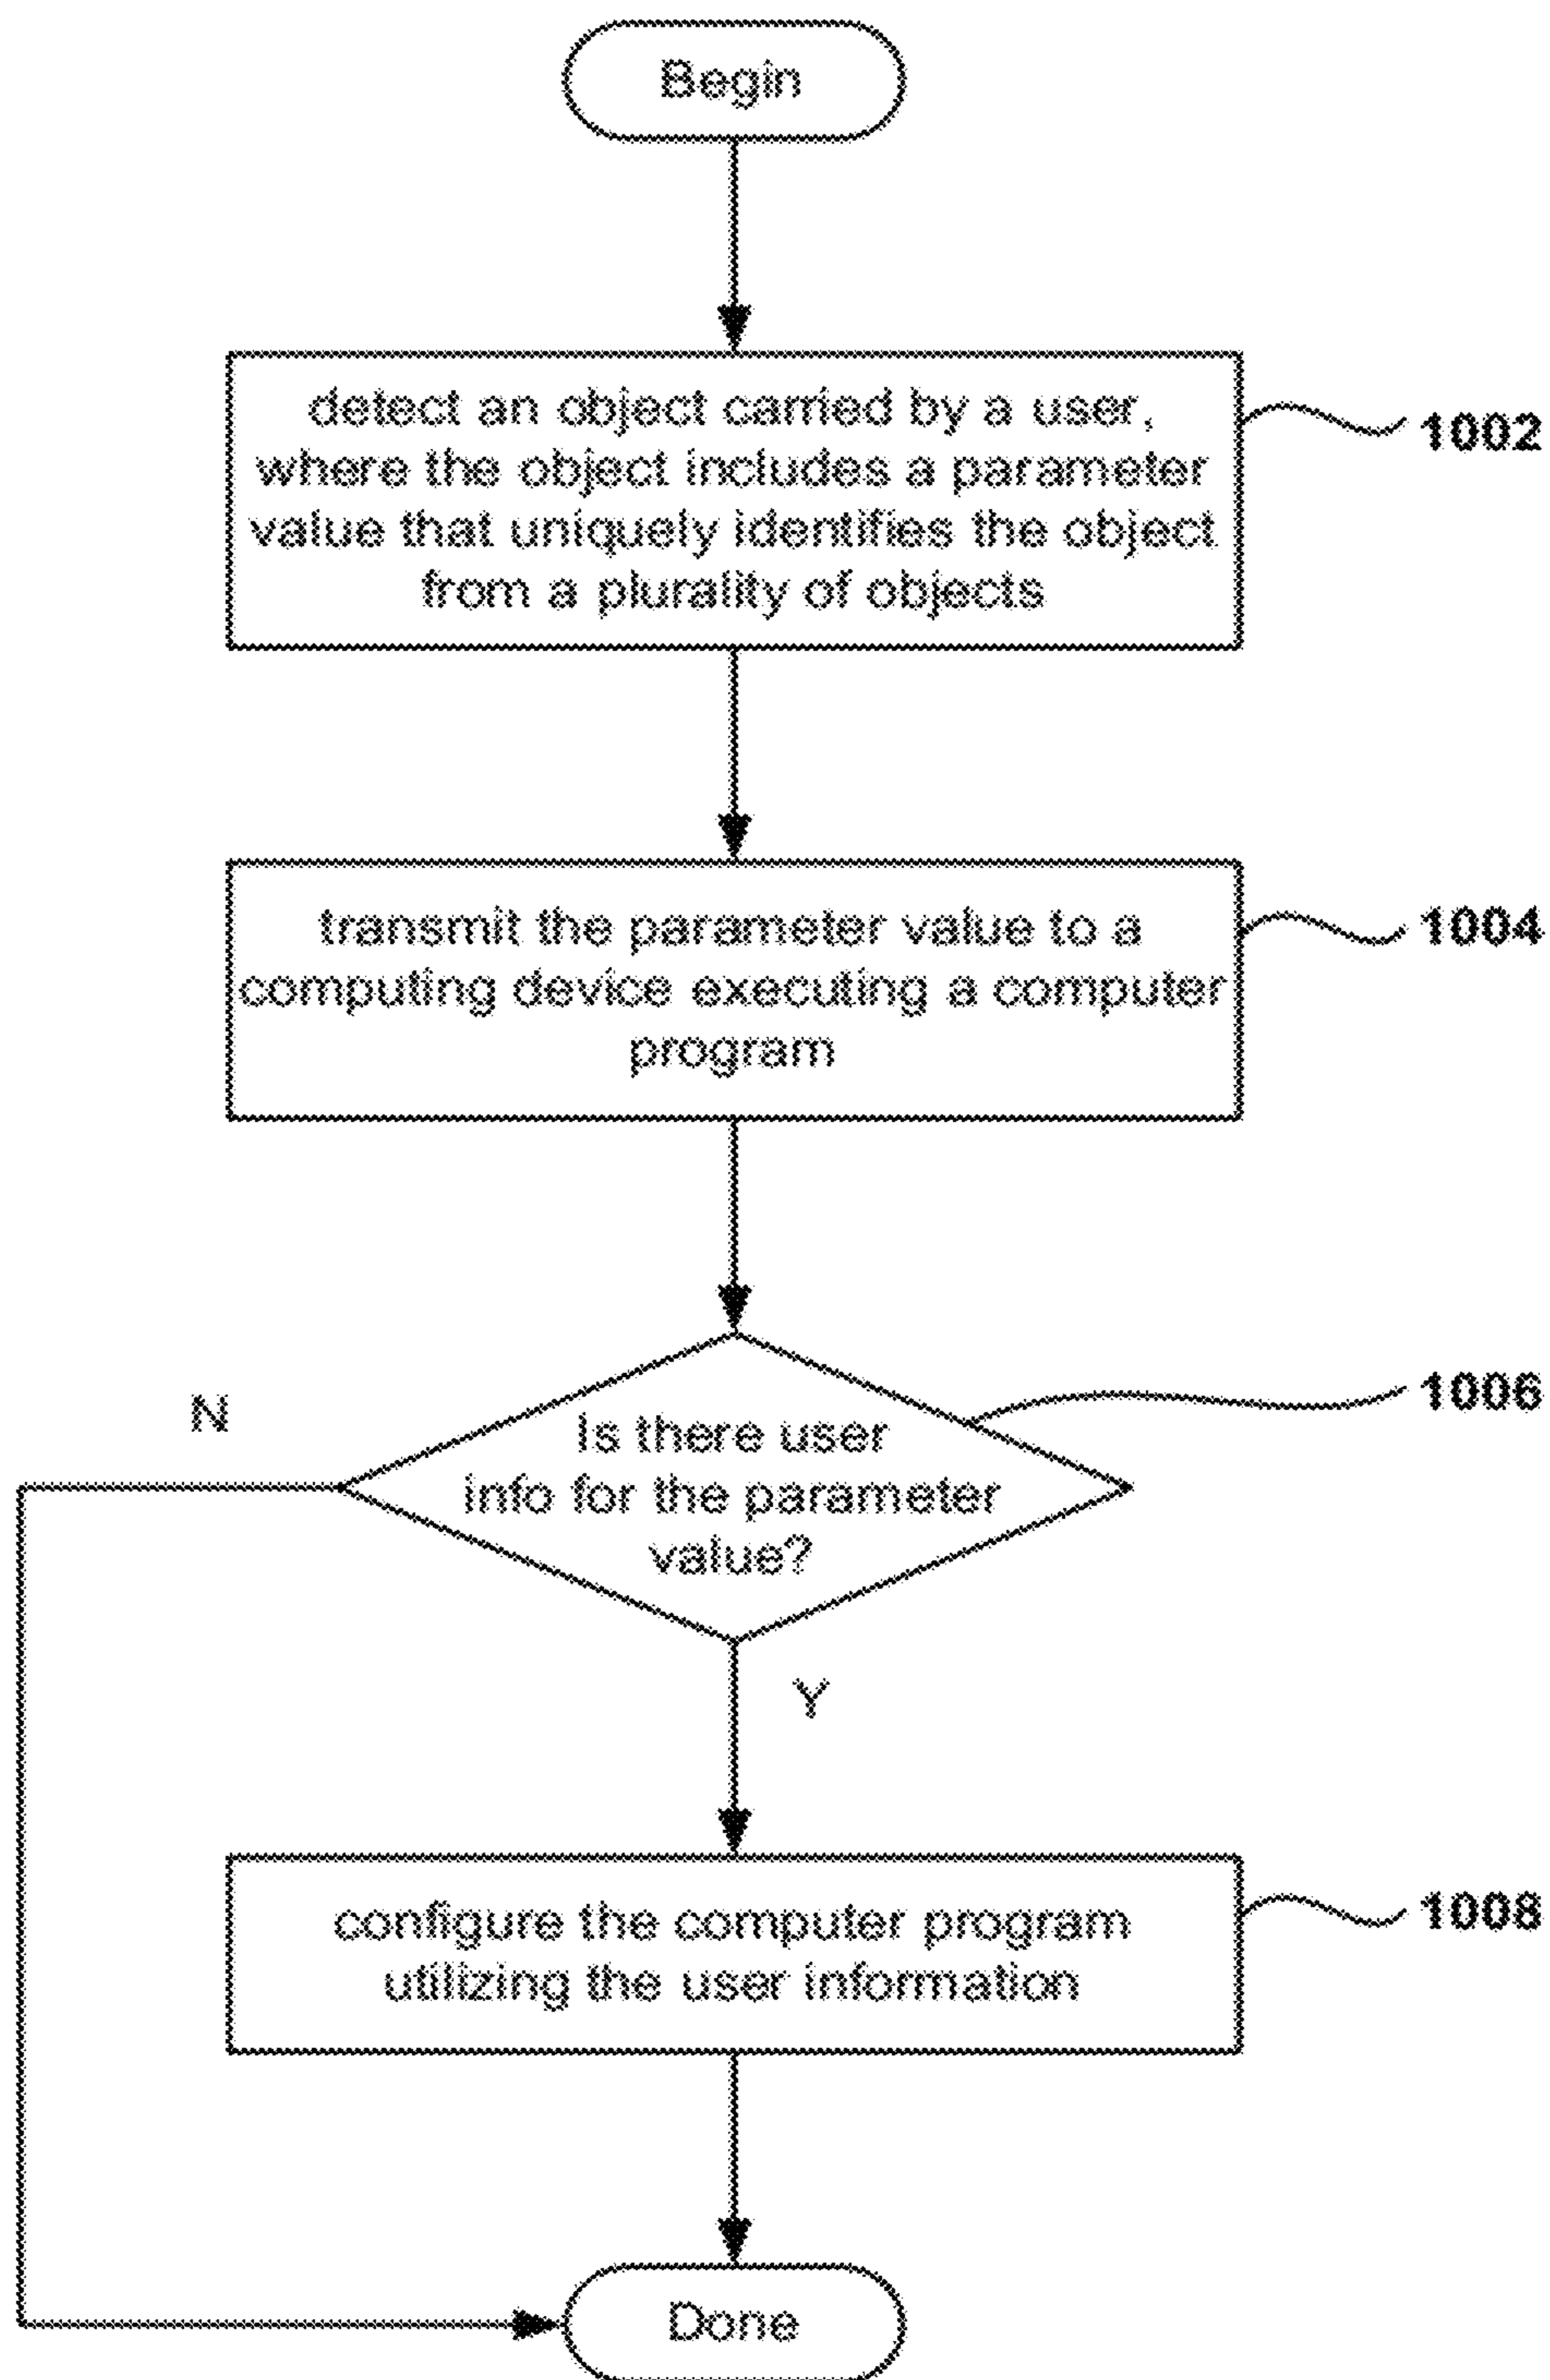 Begin
detect an object carried by a user,
where the object includes a parameter
value that uniquely identifies the object
from a plurality of objects
1002
transmit the parameter value to a
computing device executing a computer
program
1004
N
Is there user
info for the parameter
value?
1006
Y
configure the computer program
utilizing the user information
1008
Done